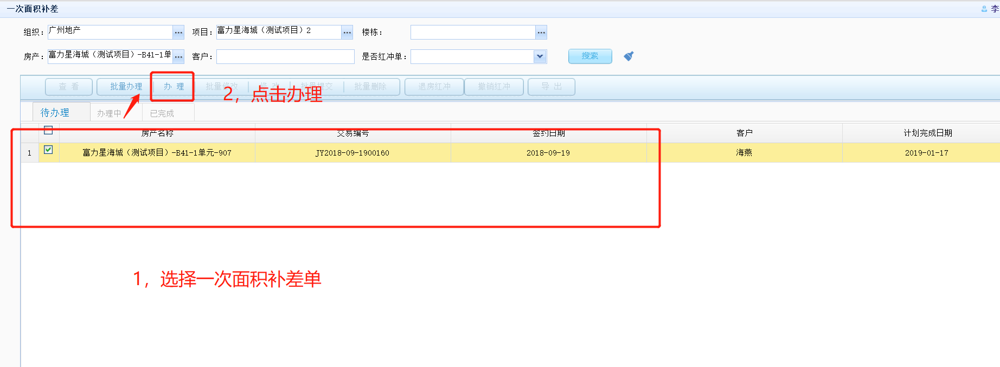 一次面积补差 李
组织： 广州地产 … 项目： 富力星海城（测试项目）2 … 楼栋： …
房产： 富力星海城（测试项目）-B41-1单 … 客户： 是否红冲单： 搜索
查 看 批量办理 办 理 批量修改 修 改 批量提交 批量删除 退房红冲 撤销红冲 导 出
2，点击办理
待办理 办理中 已完成
房产名称 交易编号 签约日期 客户 计划完成日期
1 富力星海城（测试项目）-B41-1单元-907 JY2018-09-1900160 2018-09-19 海燕 2019-01-17
1，选择一次面积补差单